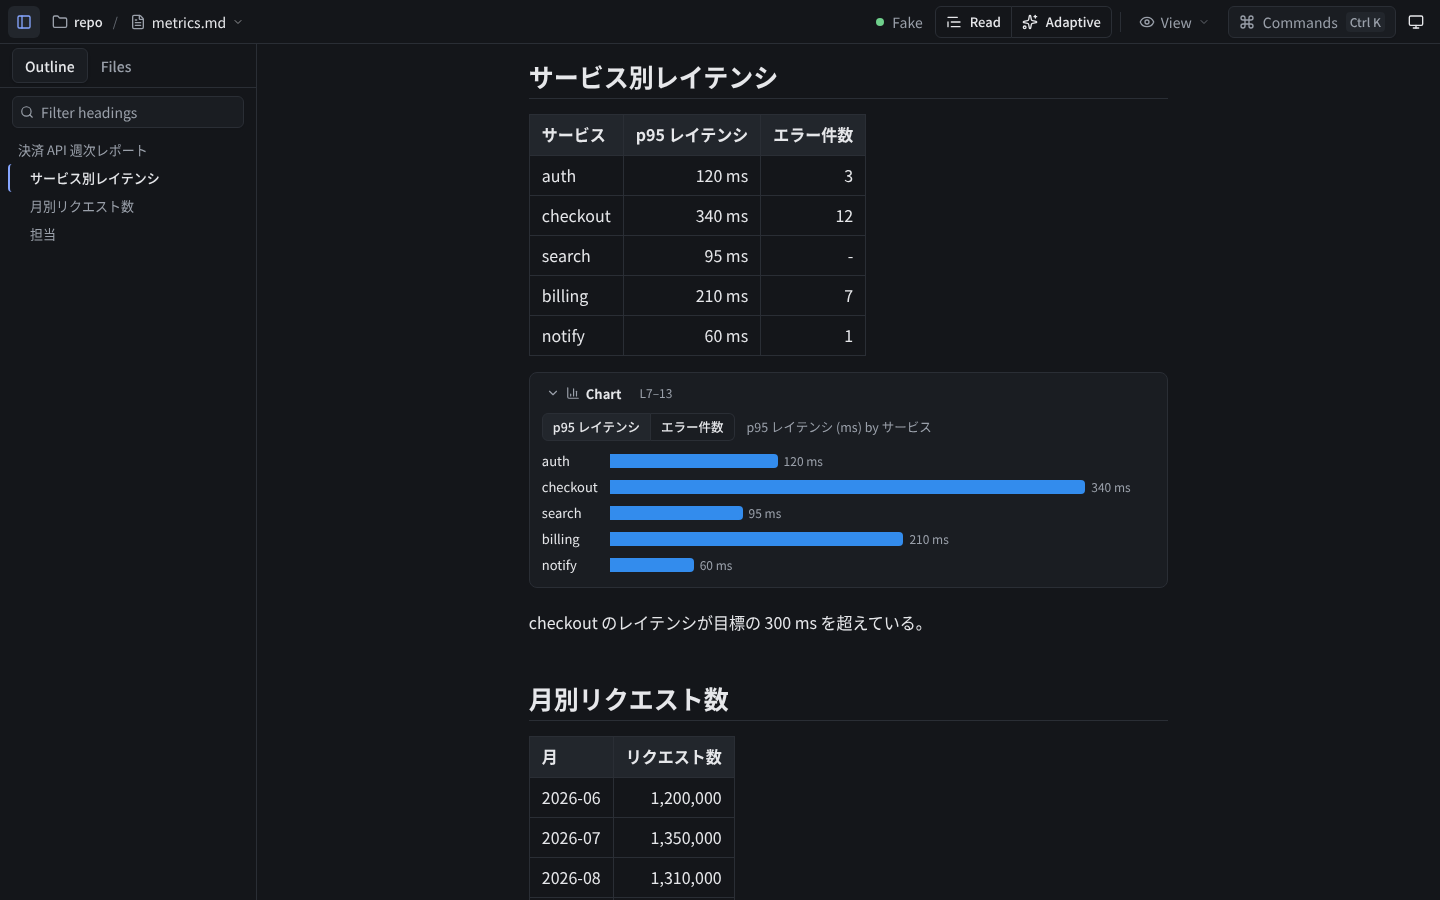 repo / metrics.md
Fake
Read
Adaptive
View
Commands Ctrl K
Outline
Files
Filter headings
決済 API 週次レポート
サービス別レイテンシ
月別リクエスト数
担当
サービス別レイテンシ
サービス p95 レイテンシ エラー件数
auth 120 ms 3
checkout 340 ms 12
search 95 ms -
billing 210 ms 7
notify 60 ms 1
Chart L7–13
p95 レイテンシ エラー件数 p95 レイテンシ (ms) by サービス
auth 120 ms
checkout 340 ms
search 95 ms
billing 210 ms
notify 60 ms
checkout のレイテンシが目標の 300 ms を超えている。
月別リクエスト数
月 リクエスト数
2026-06 1,200,000
2026-07 1,350,000
2026-08 1,310,000